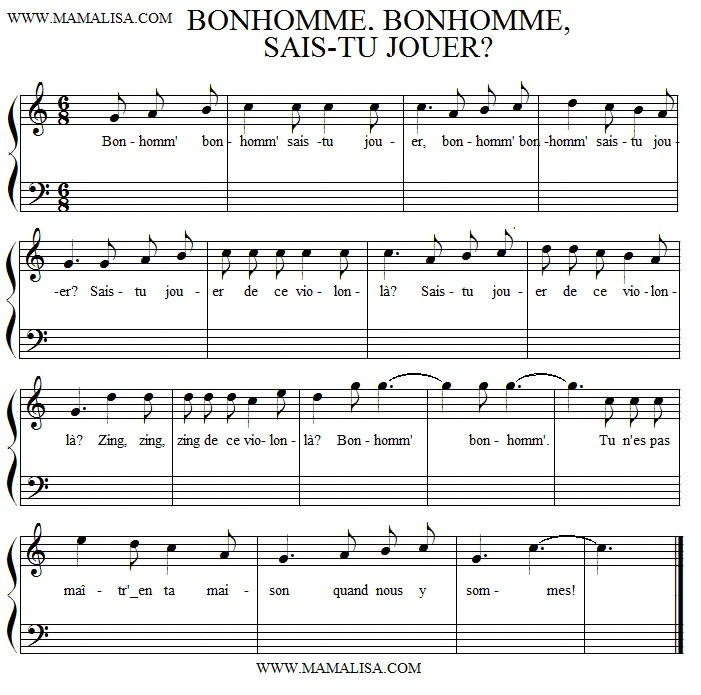 WWW.MAMALISA.COM
BONHOMME. BONHOMME,
SAIS-TU JOUER?
Bon - homm' bon - homm' sais -tu jou - er, bon - homm' bon -homm' sais - tu jou -
-er? Sais - tu jou - er de ce vio - lon - là? Sais - tu jou - er de ce vio - lon -
là? Zing, zing, zing de ce vio- lon - là? Bon - homm' bon - homm'. Tu n'es pas
maî - tr'_en ta mai - son quand nous y som - mes!
WWW.MAMALISA.COM